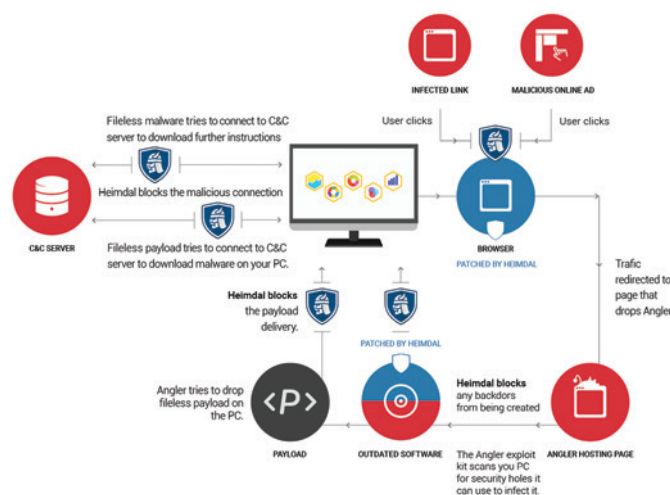 INFECTED LINK
MALICIOUS ONLINE AD
User clicks
User clicks
Fileless malware tries to connect to C&C
server to download further instructions
Heimdal blocks the malicious connection
C&C SERVER
Fileless payload tries to connect to C&C
server to download malware on your PC.
BROWSER
PATCHED BY HEIMDAL
Trafic
redirected to
page that
drops Angler
Heimdal blocks
the payload
delivery.
PATCHED BY HEIMDAL
Angler tries to drop
fileless payload on
the PC.
<P>
PAYLOAD
OUTDATED SOFTWARE
Heimdal blocks
any backdors
from being created
ANGLER HOSTING PAGE
The Angler exploit
kit scans you PC
for security holes it
can use to infect it.